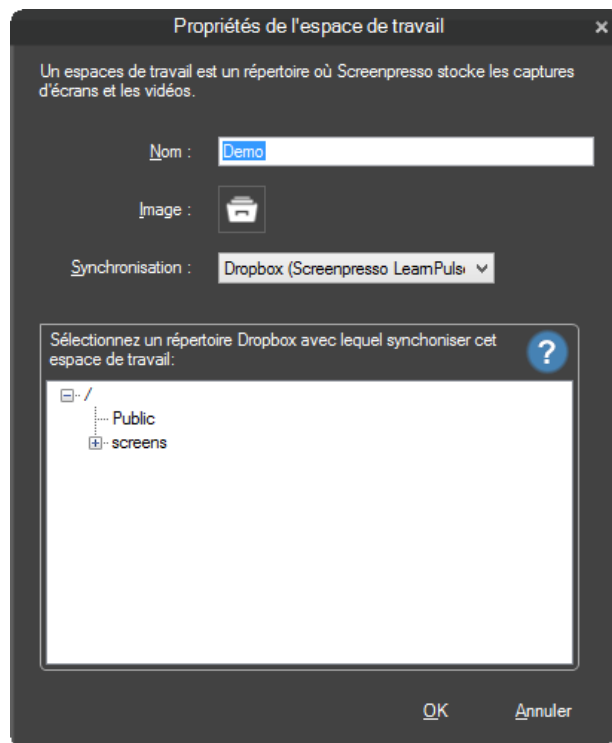 Propriétés de l'espace de travail
Un espaces de travail est un répertoire où Screenpresso stocke les captures
d'écrans et les vidéos.
Nom :
Demo
Image :
Synchronisation :
Dropbox (Screenpresso LearnPuls
Sélectionnez un répertoire Dropbox avec lequel synchoniser cet
espace de travail:
?
/
Public
screens
OK
Annuler